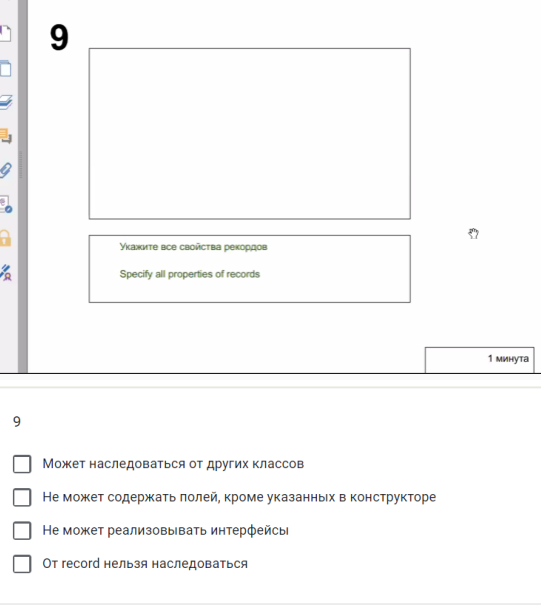 9
Укажите все свойства рекордов
Specify all properties of records
1 минута
9
Может наследоваться от других классов
Не может содержать полей, кроме указанных в конструкторе
Не может реализовывать интерфейсы
От record нельзя наследоваться